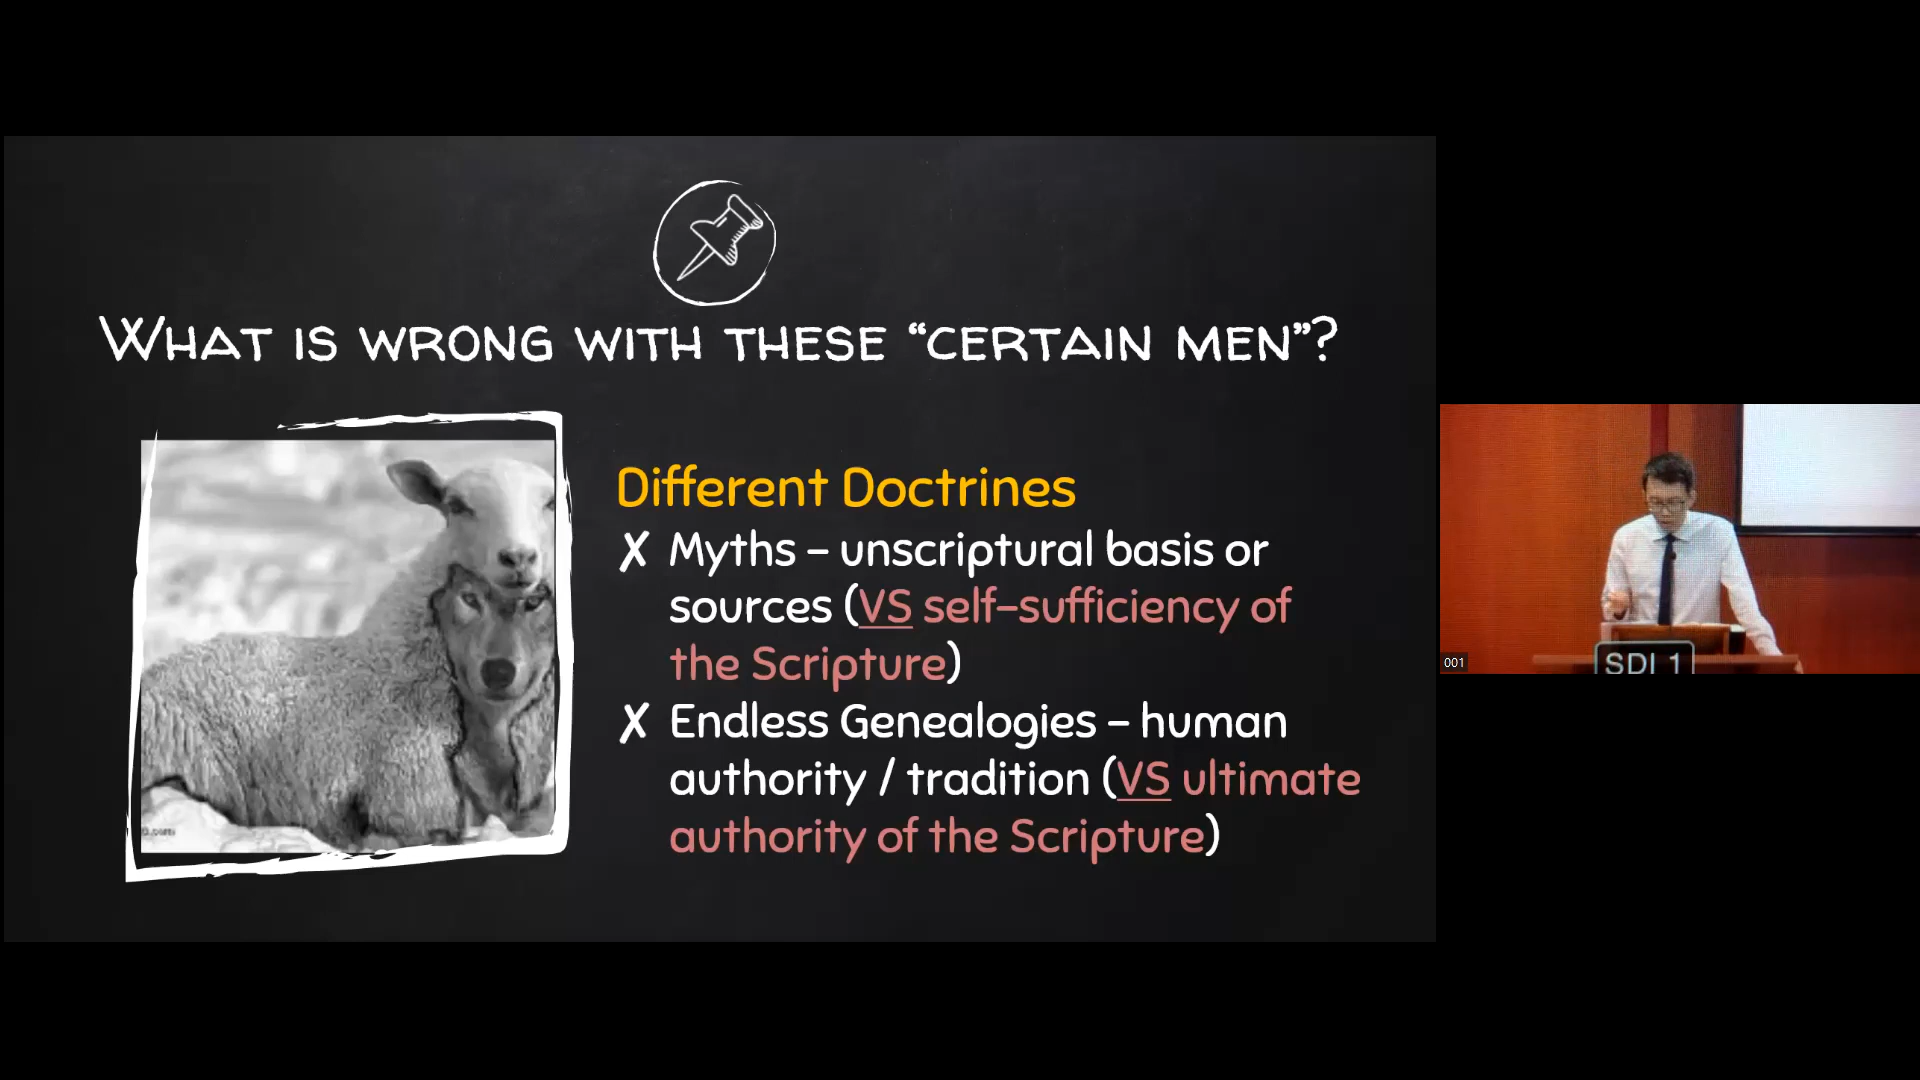 WHAT IS WRONG WITH THESE “CERTAIN MEN”?
Different Doctrines
✗ Myths – unscriptural basis or
sources (VS self-sufficiency of
the Scripture)
✗ Endless Genealogies – human
authority / tradition (VS ultimate
authority of the Scripture)
001
SDI 1